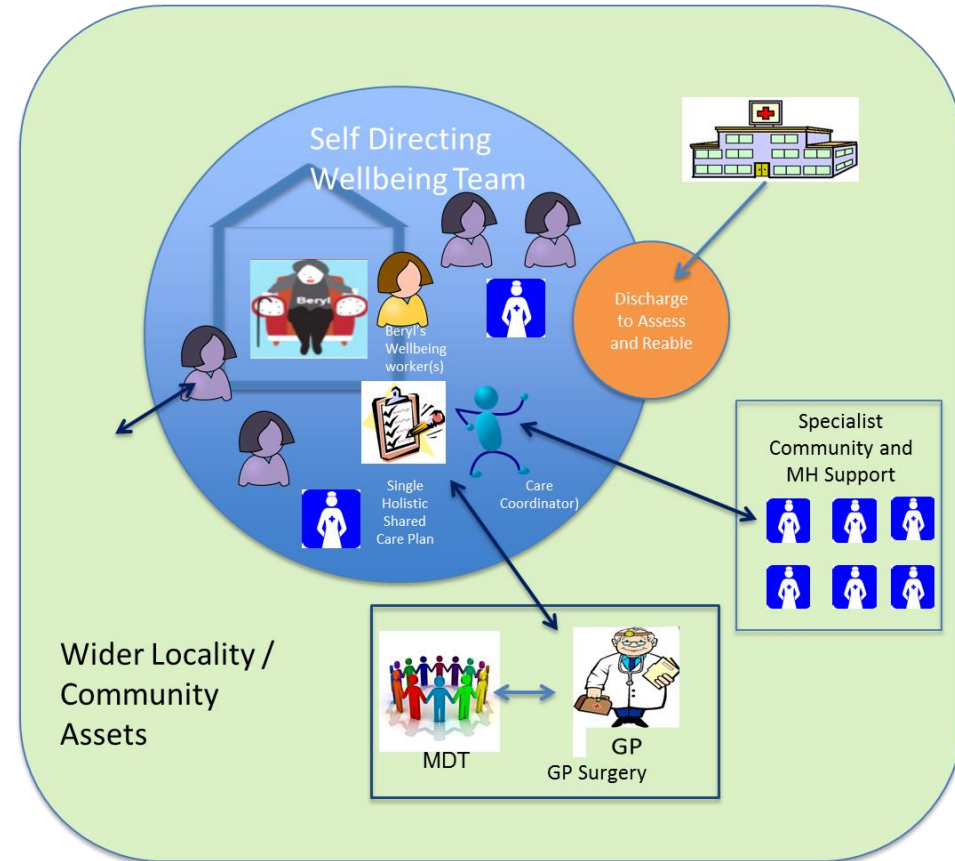 Self Directing
Wellbeing Team
Beryl
Beryl's
Wellbeing
worker(s)
Discharge
to Assess
and Reable
Single
Holistic
Shared
Care Plan
Care
Coordinator)
Specialist
Community and
MH Support
Wider Locality /
Community
Assets
MDT
GP
GP Surgery